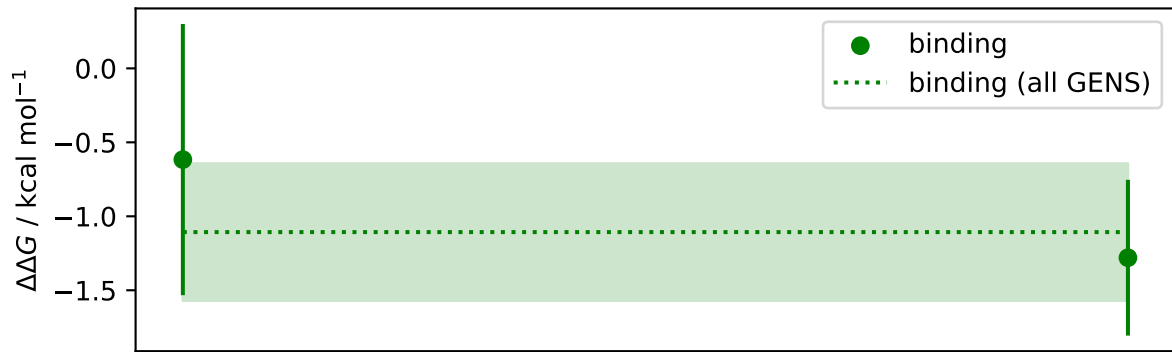 ΔΔG / kcal mol⁻¹
0.0
−0.5
−1.0
−1.5
binding
binding (all GENS)